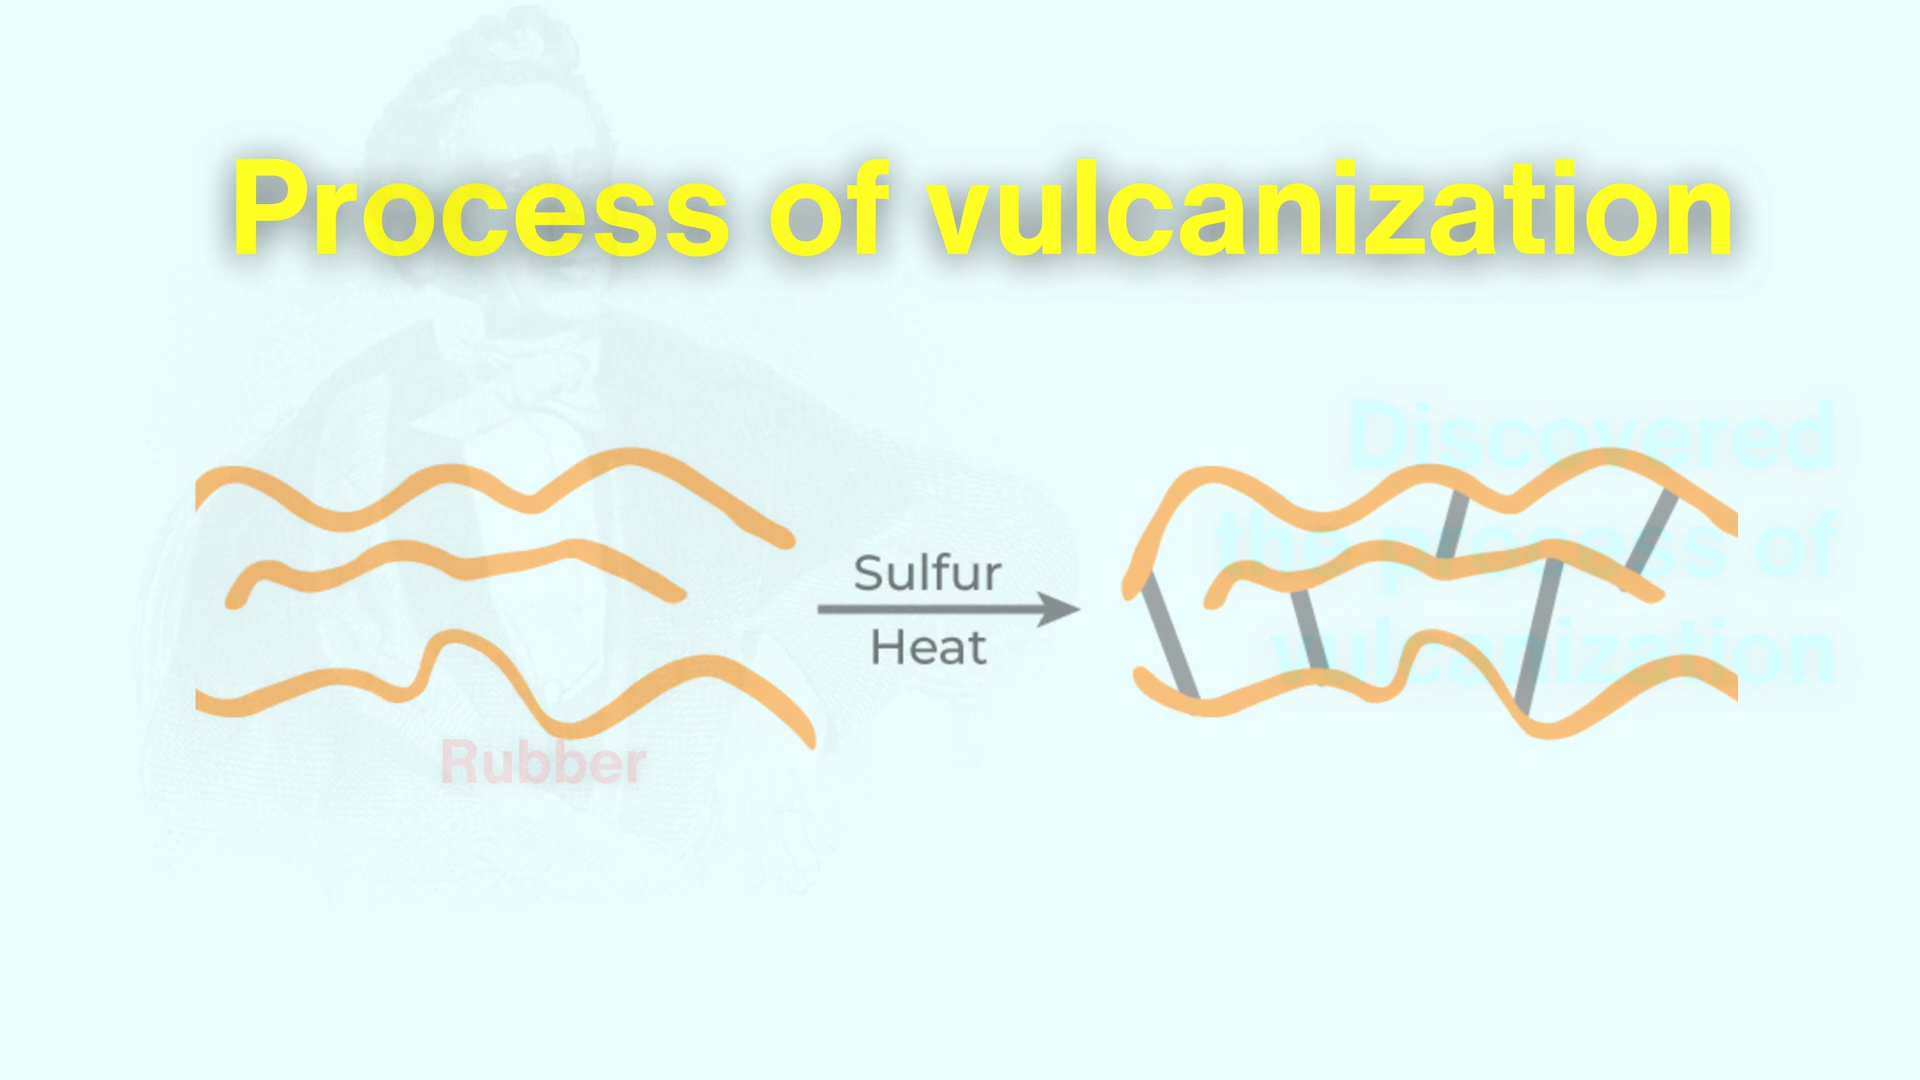 Process of vulcanization
Discovered
the process of
vulcanization
Sulfur
Heat
Rubber